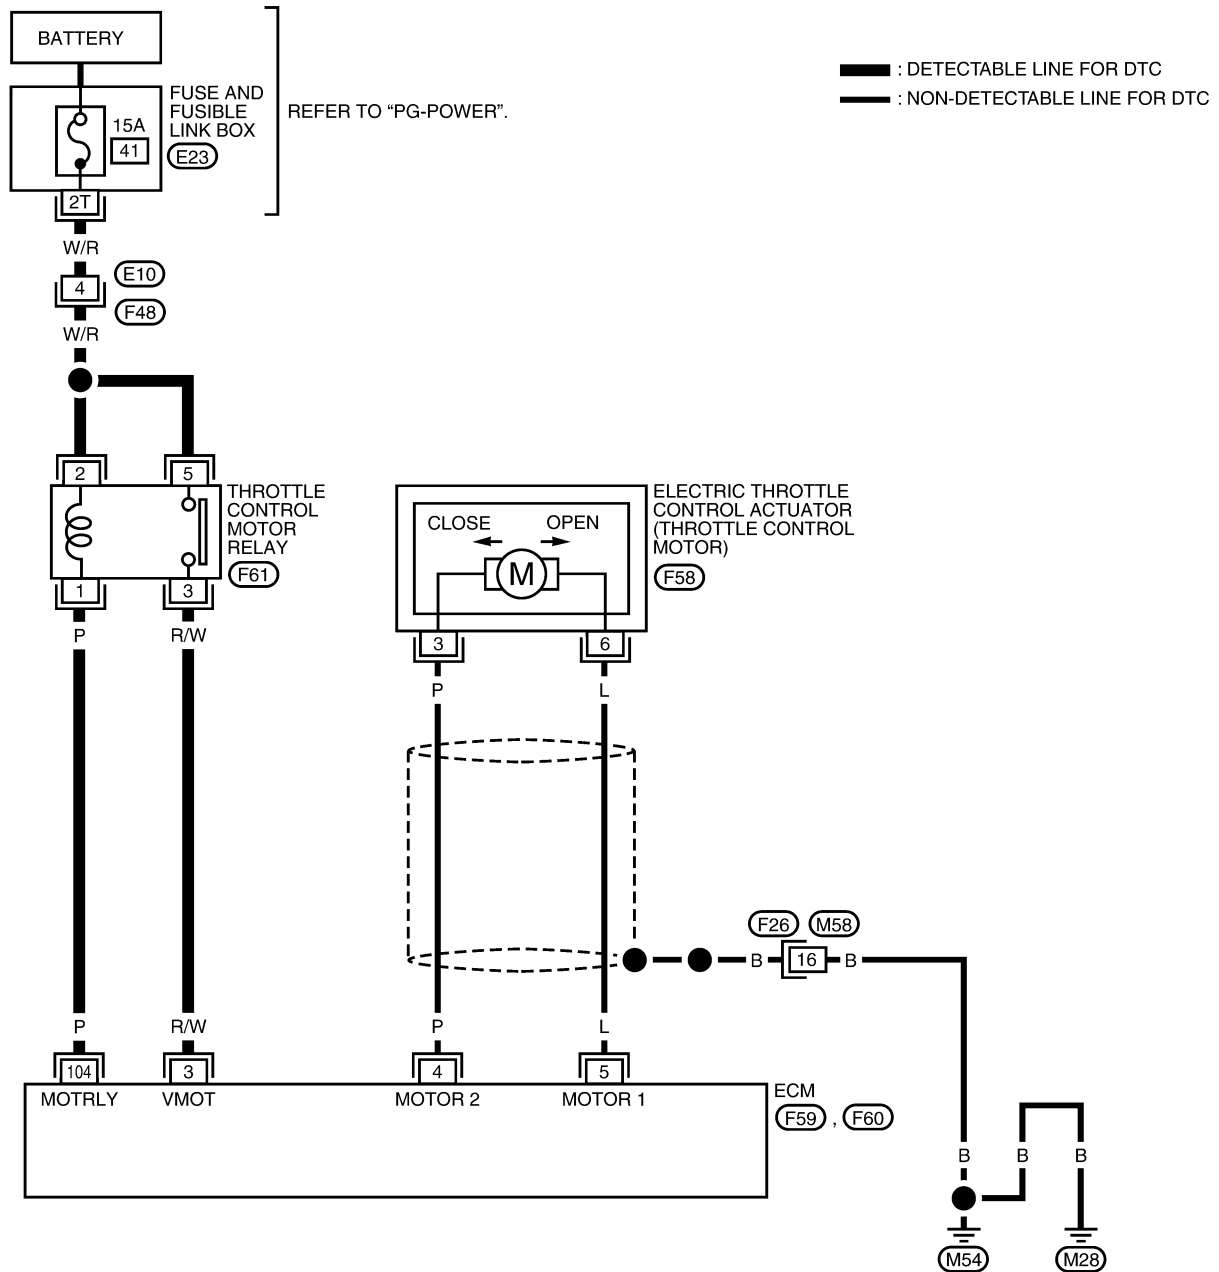 BATTERY
: DETECTABLE LINE FOR DTC
: NON-DETECTABLE LINE FOR DTC
FUSE AND
FUSIBLE
LINK BOX
E23
REFER TO “PG-POWER”.
15A
41
2T
W/R
E10
4
F48
W/R
2
5
THROTTLE
CONTROL
MOTOR
RELAY
F61
1
3
P
R/W
CLOSE
OPEN
M
ELECTRIC THROTTLE
CONTROL ACTUATOR
(THROTTLE CONTROL
MOTOR)
F58
3
6
P
L
F26
M58
B
16
B
P
R/W
P
L
104
3
4
5
MOTRLY
VMOT
MOTOR 2
MOTOR 1
ECM
F59 , F60
B
B
B
M54
M28